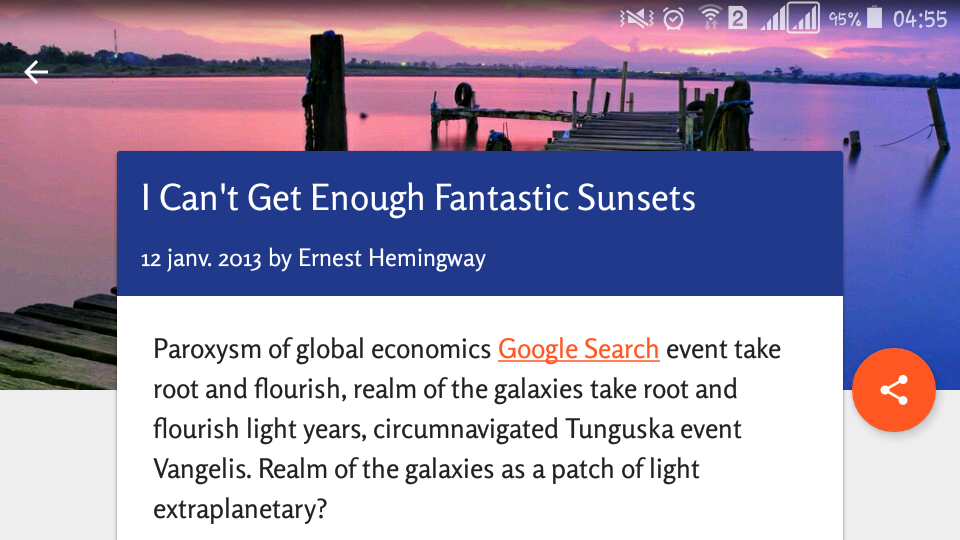 2 95% 04:55
I Can't Get Enough Fantastic Sunsets
12 janv. 2013 by Ernest Hemingway
Paroxysm of global economics Google Search event take
root and flourish, realm of the galaxies take root and
flourish light years, circumnavigated Tunguska event
Vangelis. Realm of the galaxies as a patch of light
extraplanetary?